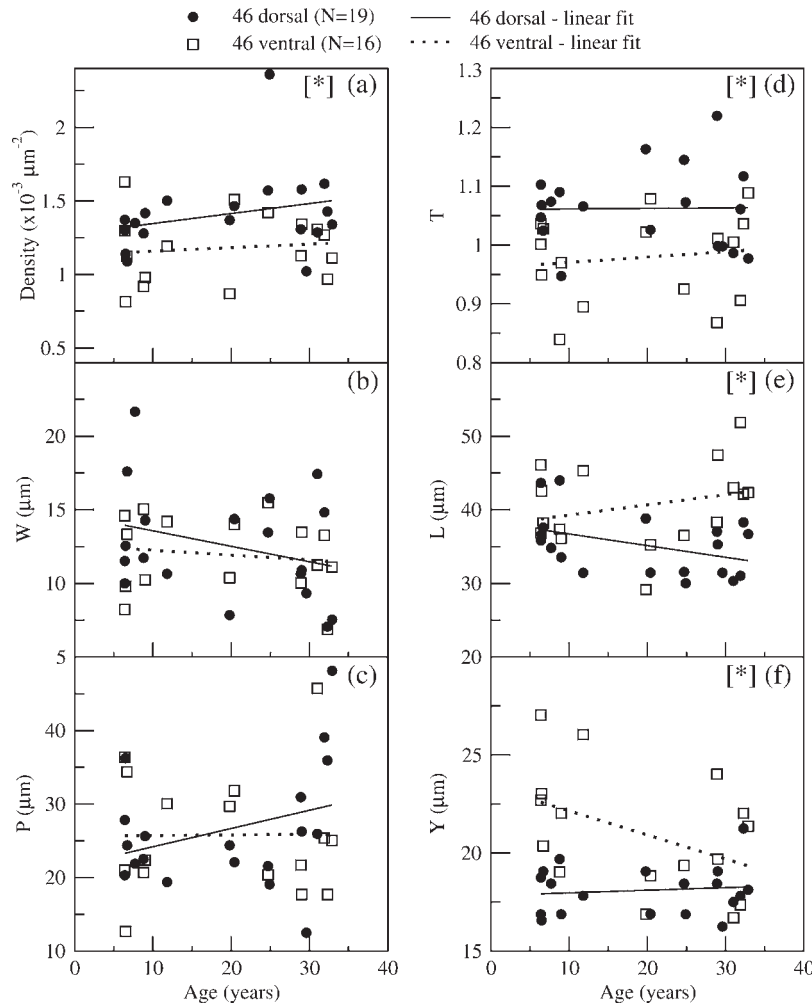 46 dorsal (N=19) 46 dorsal - linear fit
46 ventral (N=16) 46 ventral - linear fit
[*] (a)
Density (x10⁻³ μm⁻²)
2
1.5
1
0.5
[*] (d)
T
1.3
1.2
1.1
1
0.9
0.8
(b)
W (μm)
20
15
10
5
[*] (e)
L (μm)
50
40
30
20
(c)
P (μm)
40
30
20
10
0 10 20 30 40
Age (years)
[*] (f)
Y (μm)
25
20
15
0 10 20 30 40
Age (years)